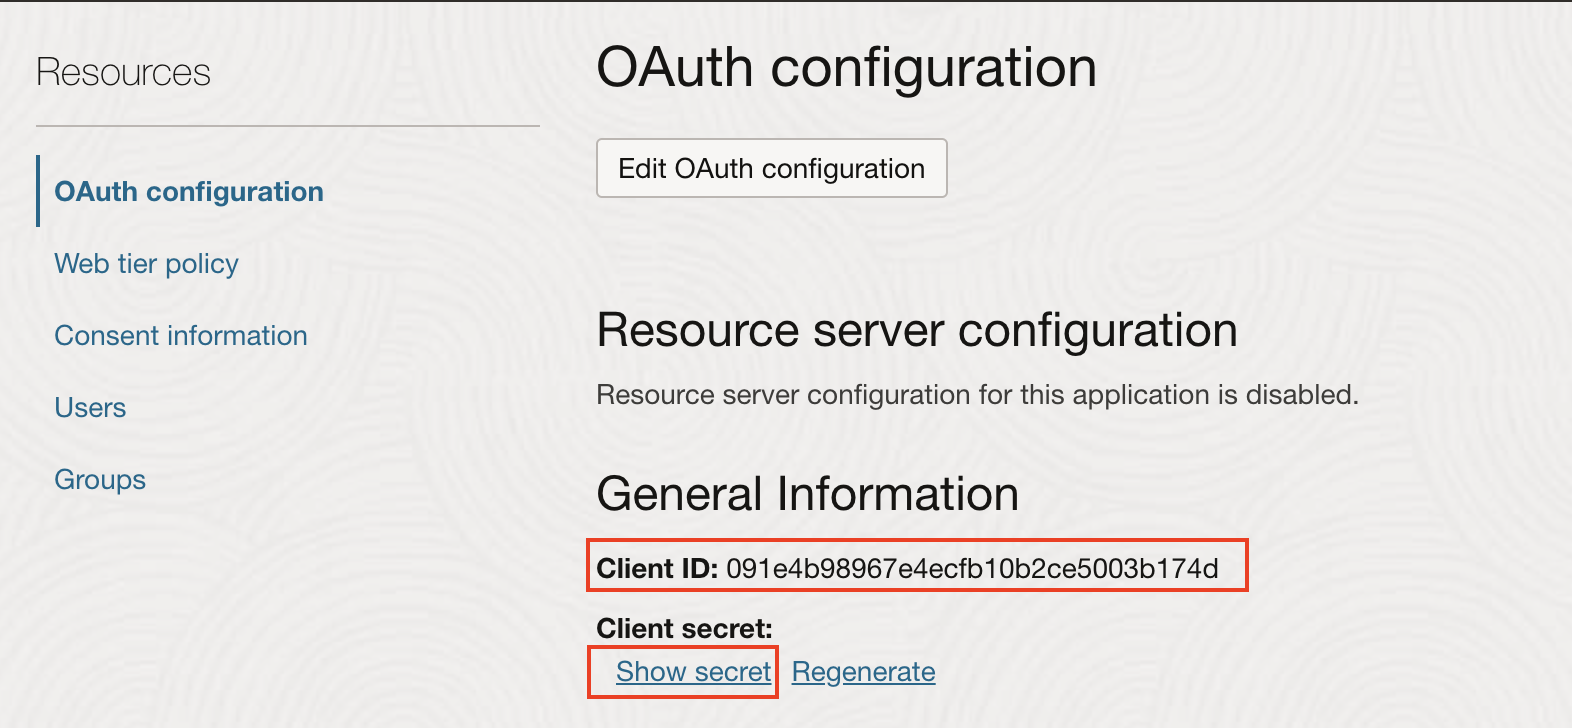 Resources
OAuth configuration
Web tier policy
Consent information
Users
Groups
OAuth configuration
Edit OAuth configuration
Resource server configuration
Resource server configuration for this application is disabled.
General Information
Client ID: 091e4b98967e4ecfb10b2ce5003b174d
Client secret:
Show secret Regenerate